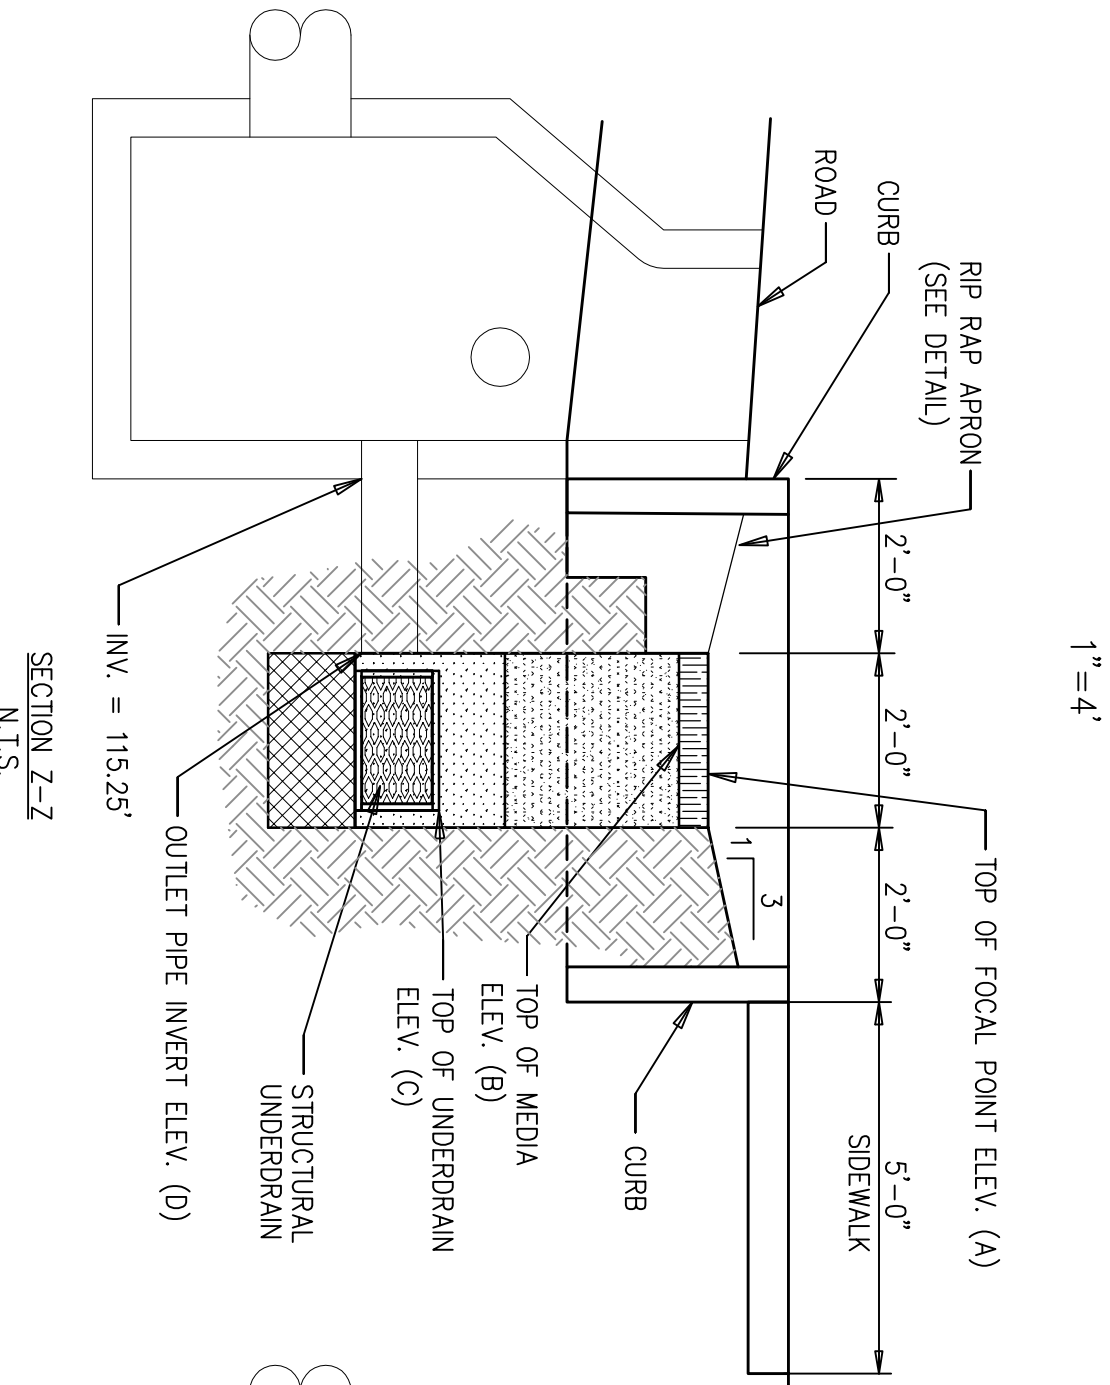 1"=4'
2'-0"
2'-0"
2'-0"
5'-0"
SIDEWALK
RIP RAP APRON
(SEE DETAIL)
CURB
ROAD
TOP OF FOCAL POINT ELEV. (A)
1
3
CURB
TOP OF MEDIA
ELEV. (B)
TOP OF UNDERDRAIN
ELEV. (C)
STRUCTURAL
UNDERDRAIN
OUTLET PIPE INVERT ELEV. (D)
INV. = 115.25'
SECTION Z-Z
N.T.S.